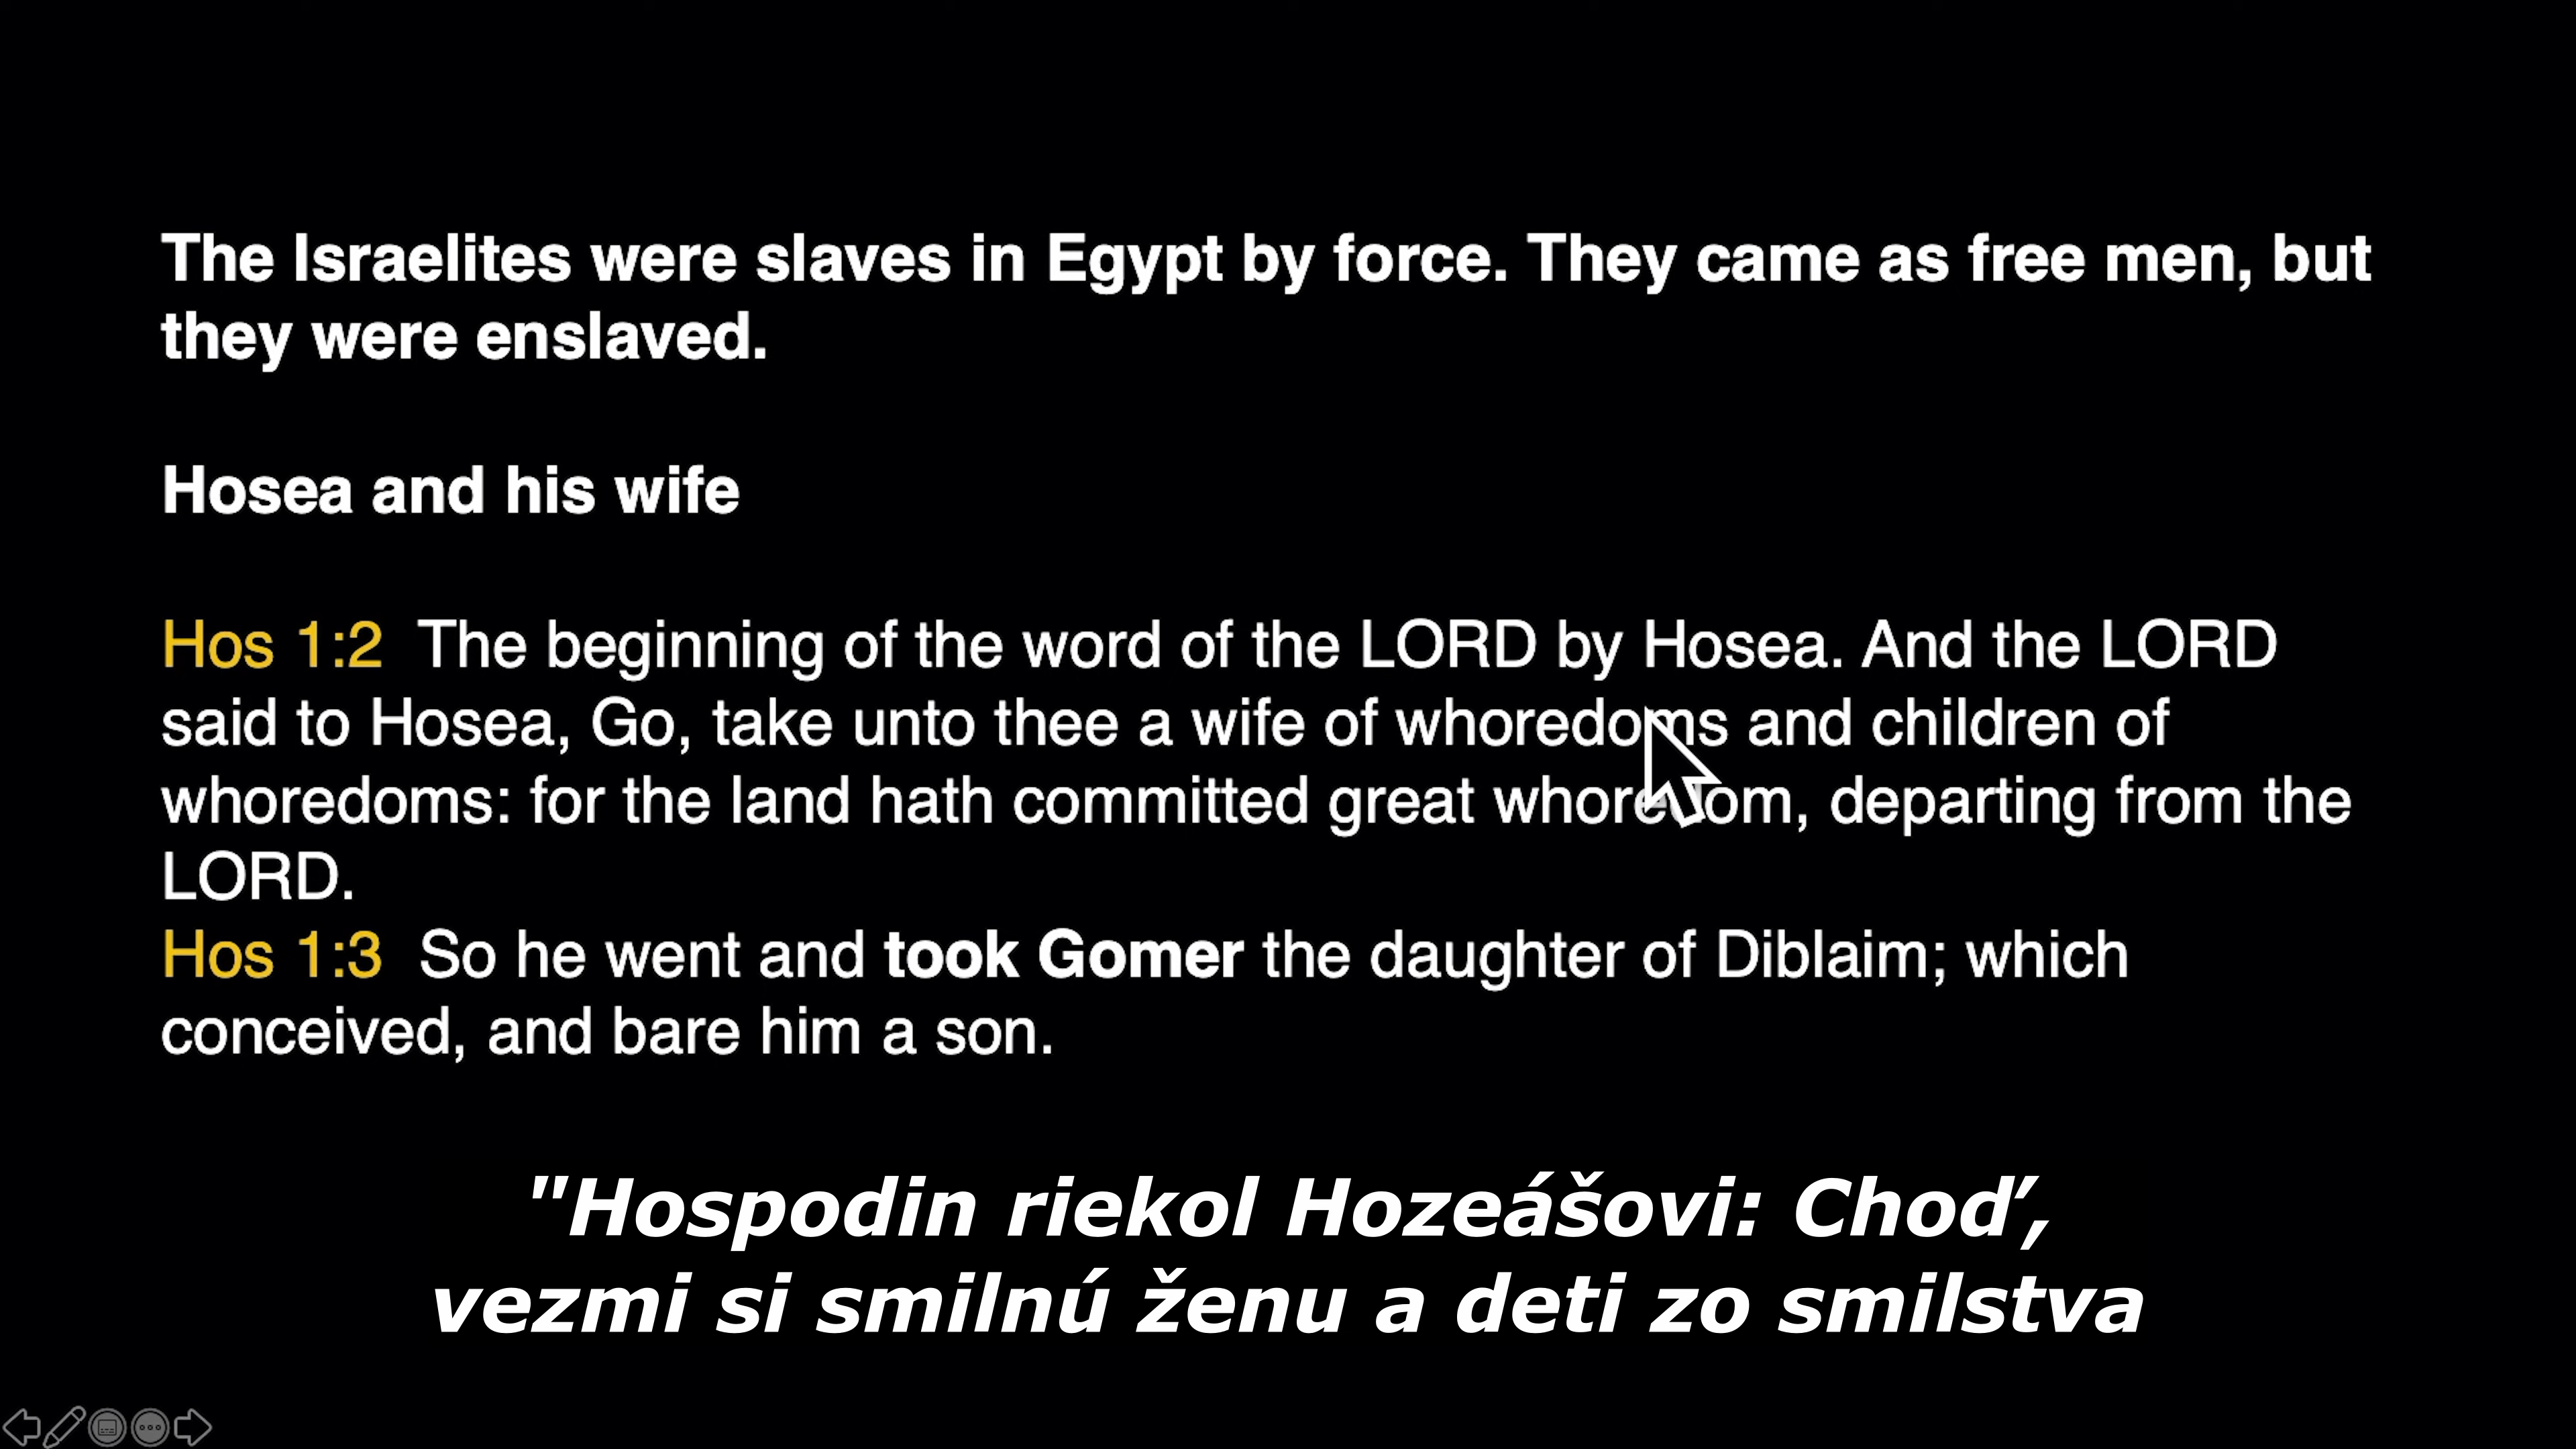 The Israelites were slaves in Egypt by force. They came as free men, but
they were enslaved.
Hosea and his wife
Hos 1:2 The beginning of the word of the LORD by Hosea. And the LORD
said to Hosea, Go, take unto thee a wife of whoredoms and children of
whoredoms: for the land hath committed great whoredom, departing from the
LORD.
Hos 1:3 So he went and took Gomer the daughter of Diblaim; which
conceived, and bare him a son.
"Hospodin riekol Hozeášovi: Choď,
vezmi si smilnú ženu a deti zo smilstva